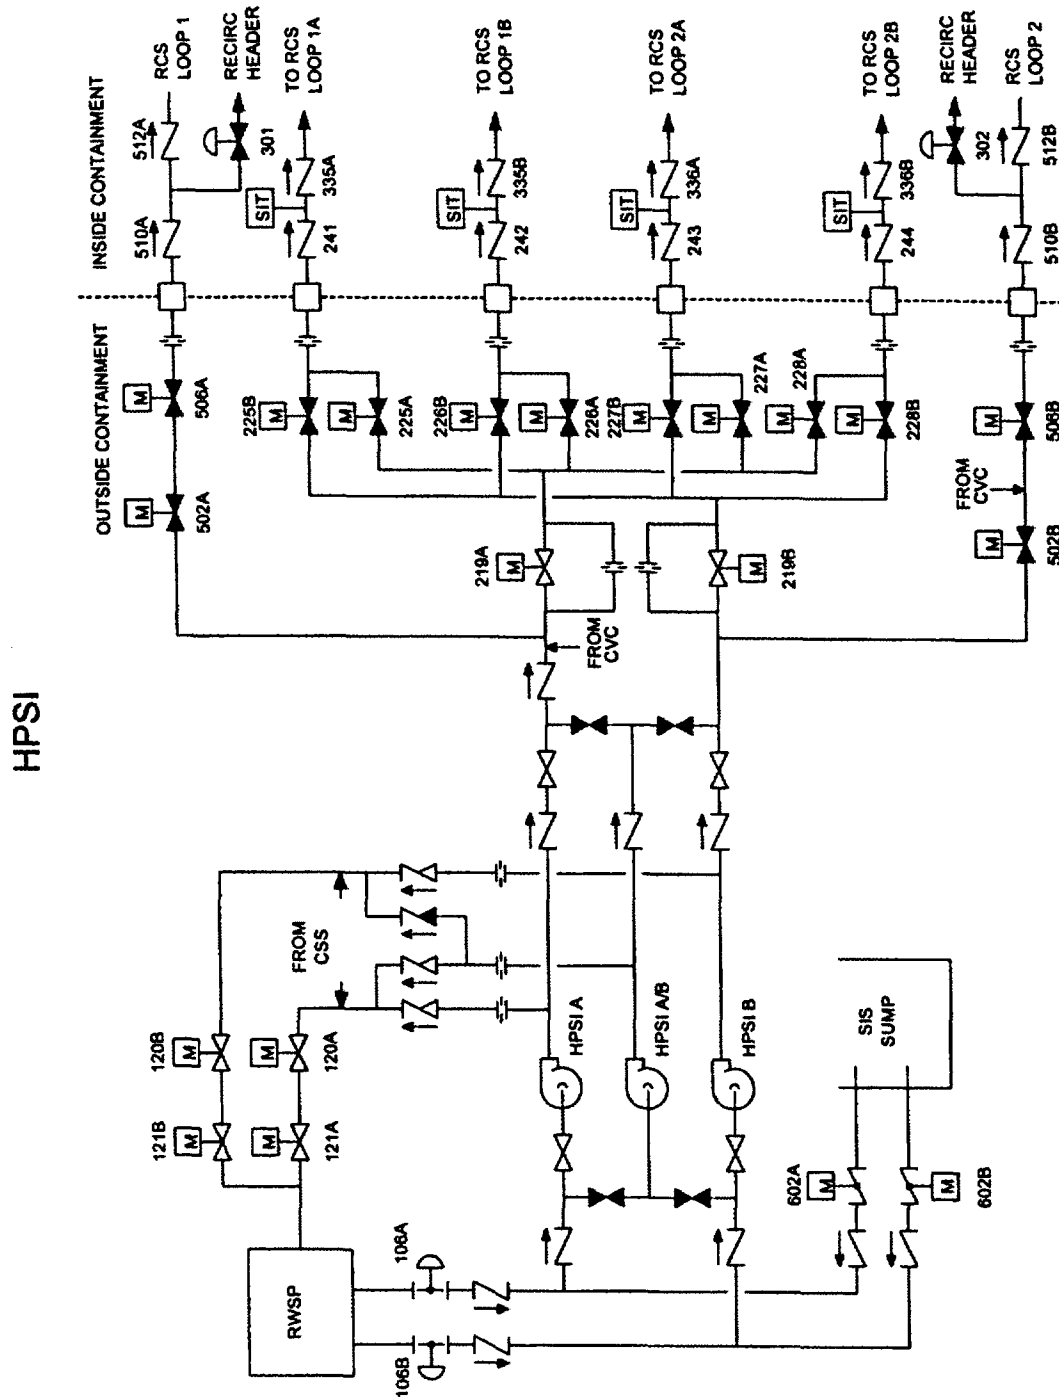 HPSI
OUTSIDE CONTAINMENT
INSIDE CONTAINMENT
M
502A
M
506A
510A
512A
RCS
LOOP 1
RECIRC
HEADER
301
M
121B
M
120B
M
121A
M
120A
FROM
CSS
M
225B
M
225A
241
SIT
335A
TO RCS
LOOP 1A
RWSP
106B
106A
M
226B
M
226A
242
SIT
335B
TO RCS
LOOP 1B
HPSI A
FROM
CVC
M
219A
HPSI A/B
M
227B
M
227A
243
SIT
336A
TO RCS
LOOP 2A
HPSI B
M
219B
M
228A
M
228B
244
SIT
336B
TO RCS
LOOP 2B
M
602A
M
602B
SIS
SUMP
FROM
CVC
M
502B
M
506B
510B
512B
302
RECIRC
HEADER
RCS
LOOP 2